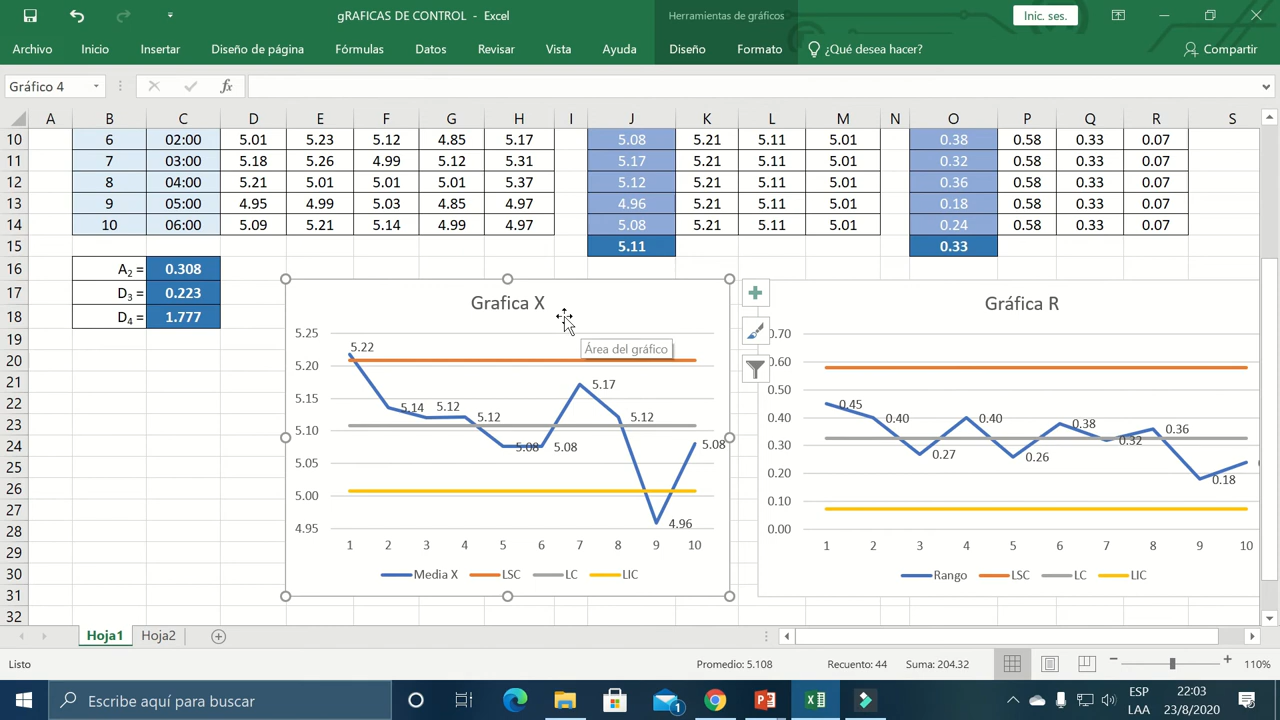 gRAFICAS DE CONTROL - Excel
Herramientas de gráficos
Inic. ses.
Archivo Inicio Insertar Diseño de página Fórmulas Datos Revisar Vista Ayuda Diseño Formato ¿Qué desea hacer? Compartir
Gráfico 4 fx
A B C D E F G H I J K L M N O P Q R S
10 6 02:00 5.01 5.23 5.12 4.85 5.17 5.08 5.21 5.11 5.01 0.38 0.58 0.33 0.07
11 7 03:00 5.18 5.26 4.99 5.12 5.31 5.17 5.21 5.11 5.01 0.32 0.58 0.33 0.07
12 8 04:00 5.21 5.01 5.01 5.01 5.37 5.12 5.21 5.11 5.01 0.36 0.58 0.33 0.07
13 9 05:00 4.95 4.99 5.03 4.85 4.97 4.96 5.21 5.11 5.01 0.18 0.58 0.33 0.07
14 10 06:00 5.09 5.21 5.14 4.99 4.97 5.08 5.21 5.11 5.01 0.24 0.58 0.33 0.07
15 5.11 0.33
16 A2 = 0.308
17 D3 = 0.223
18 D4 = 1.777
19
20
21
22
23
24
25
26
27
28
29
30
31
32
Grafica X
Área del gráfico
5.25
5.20
5.15
5.10
5.05
5.00
4.95
5.22
5.14
5.12
5.12
5.08
5.08
5.17
5.12
4.96
5.08
1 2 3 4 5 6 7 8 9 10
Media X LSC LC LIC
Gráfica R
0.70
0.60
0.50
0.40
0.30
0.20
0.10
0.00
0.45
0.40
0.27
0.40
0.26
0.38
0.32
0.36
0.18
1 2 3 4 5 6 7 8 9 10
Rango LSC LC LIC
Hoja1 Hoja2
Listo Promedio: 5.108 Recuento: 44 Suma: 204.32 110%
Escribe aquí para buscar
1
ESP
LAA
22:03
23/8/2020